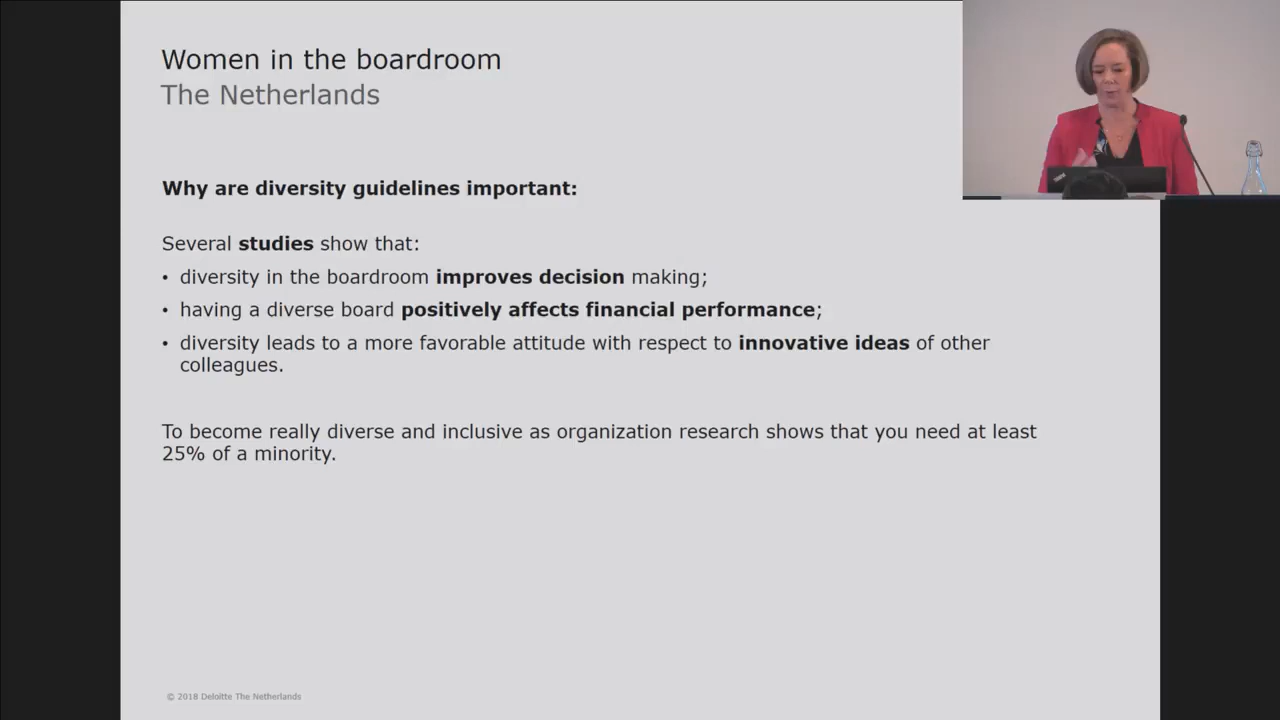 Women in the boardroom
The Netherlands
Why are diversity guidelines important:
Several studies show that:
• diversity in the boardroom improves decision making;
• having a diverse board positively affects financial performance;
• diversity leads to a more favorable attitude with respect to innovative ideas of other
colleagues.
To become really diverse and inclusive as organization research shows that you need at least
25% of a minority.
© 2018 Deloitte The Netherlands